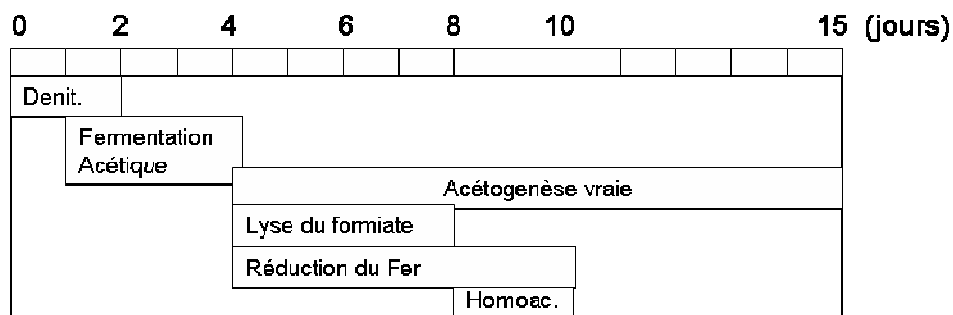 0 2 4 6 8 10 15 (jours)
Denit.
Fermentation
Acétique
Acétogenèse vraie
Lyse du formiate
Réduction du Fer
Homoac.